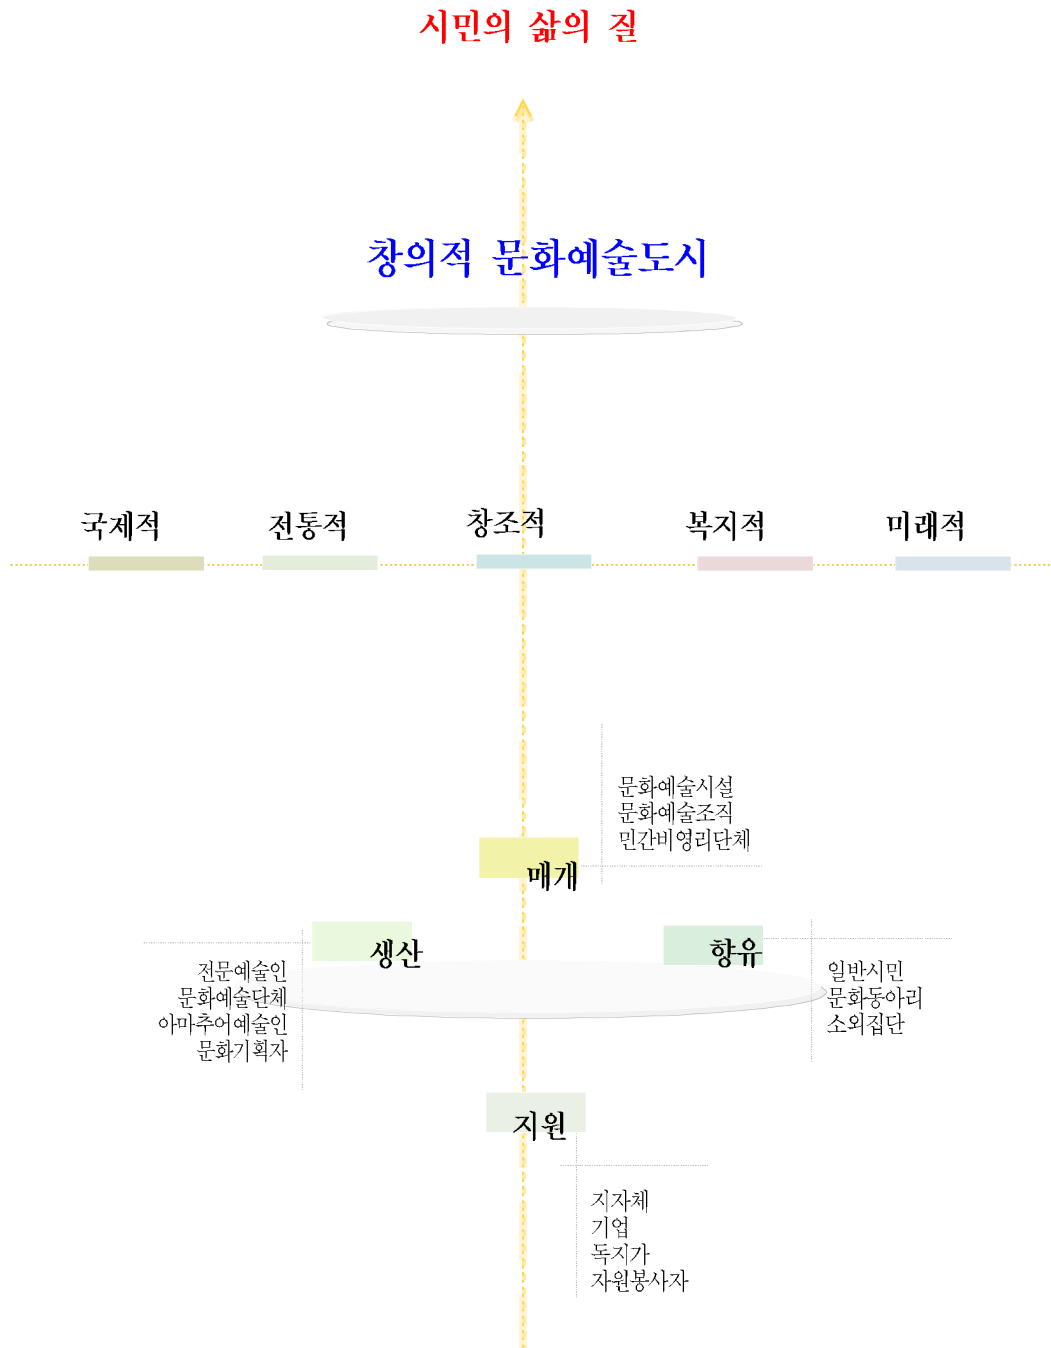 시민의 삶의 질
창의적 문화예술도시
국제적
전통적
창조적
복지적
미래적
문화예술시설
문화예술조직
민간비영리단체
매개
생산
향유
전문예술인
문화예술단체
아마추어예술인
문화기획자
일반시민
문화동아리
소외집단
지원
지자체
기업
독지가
자원봉사자